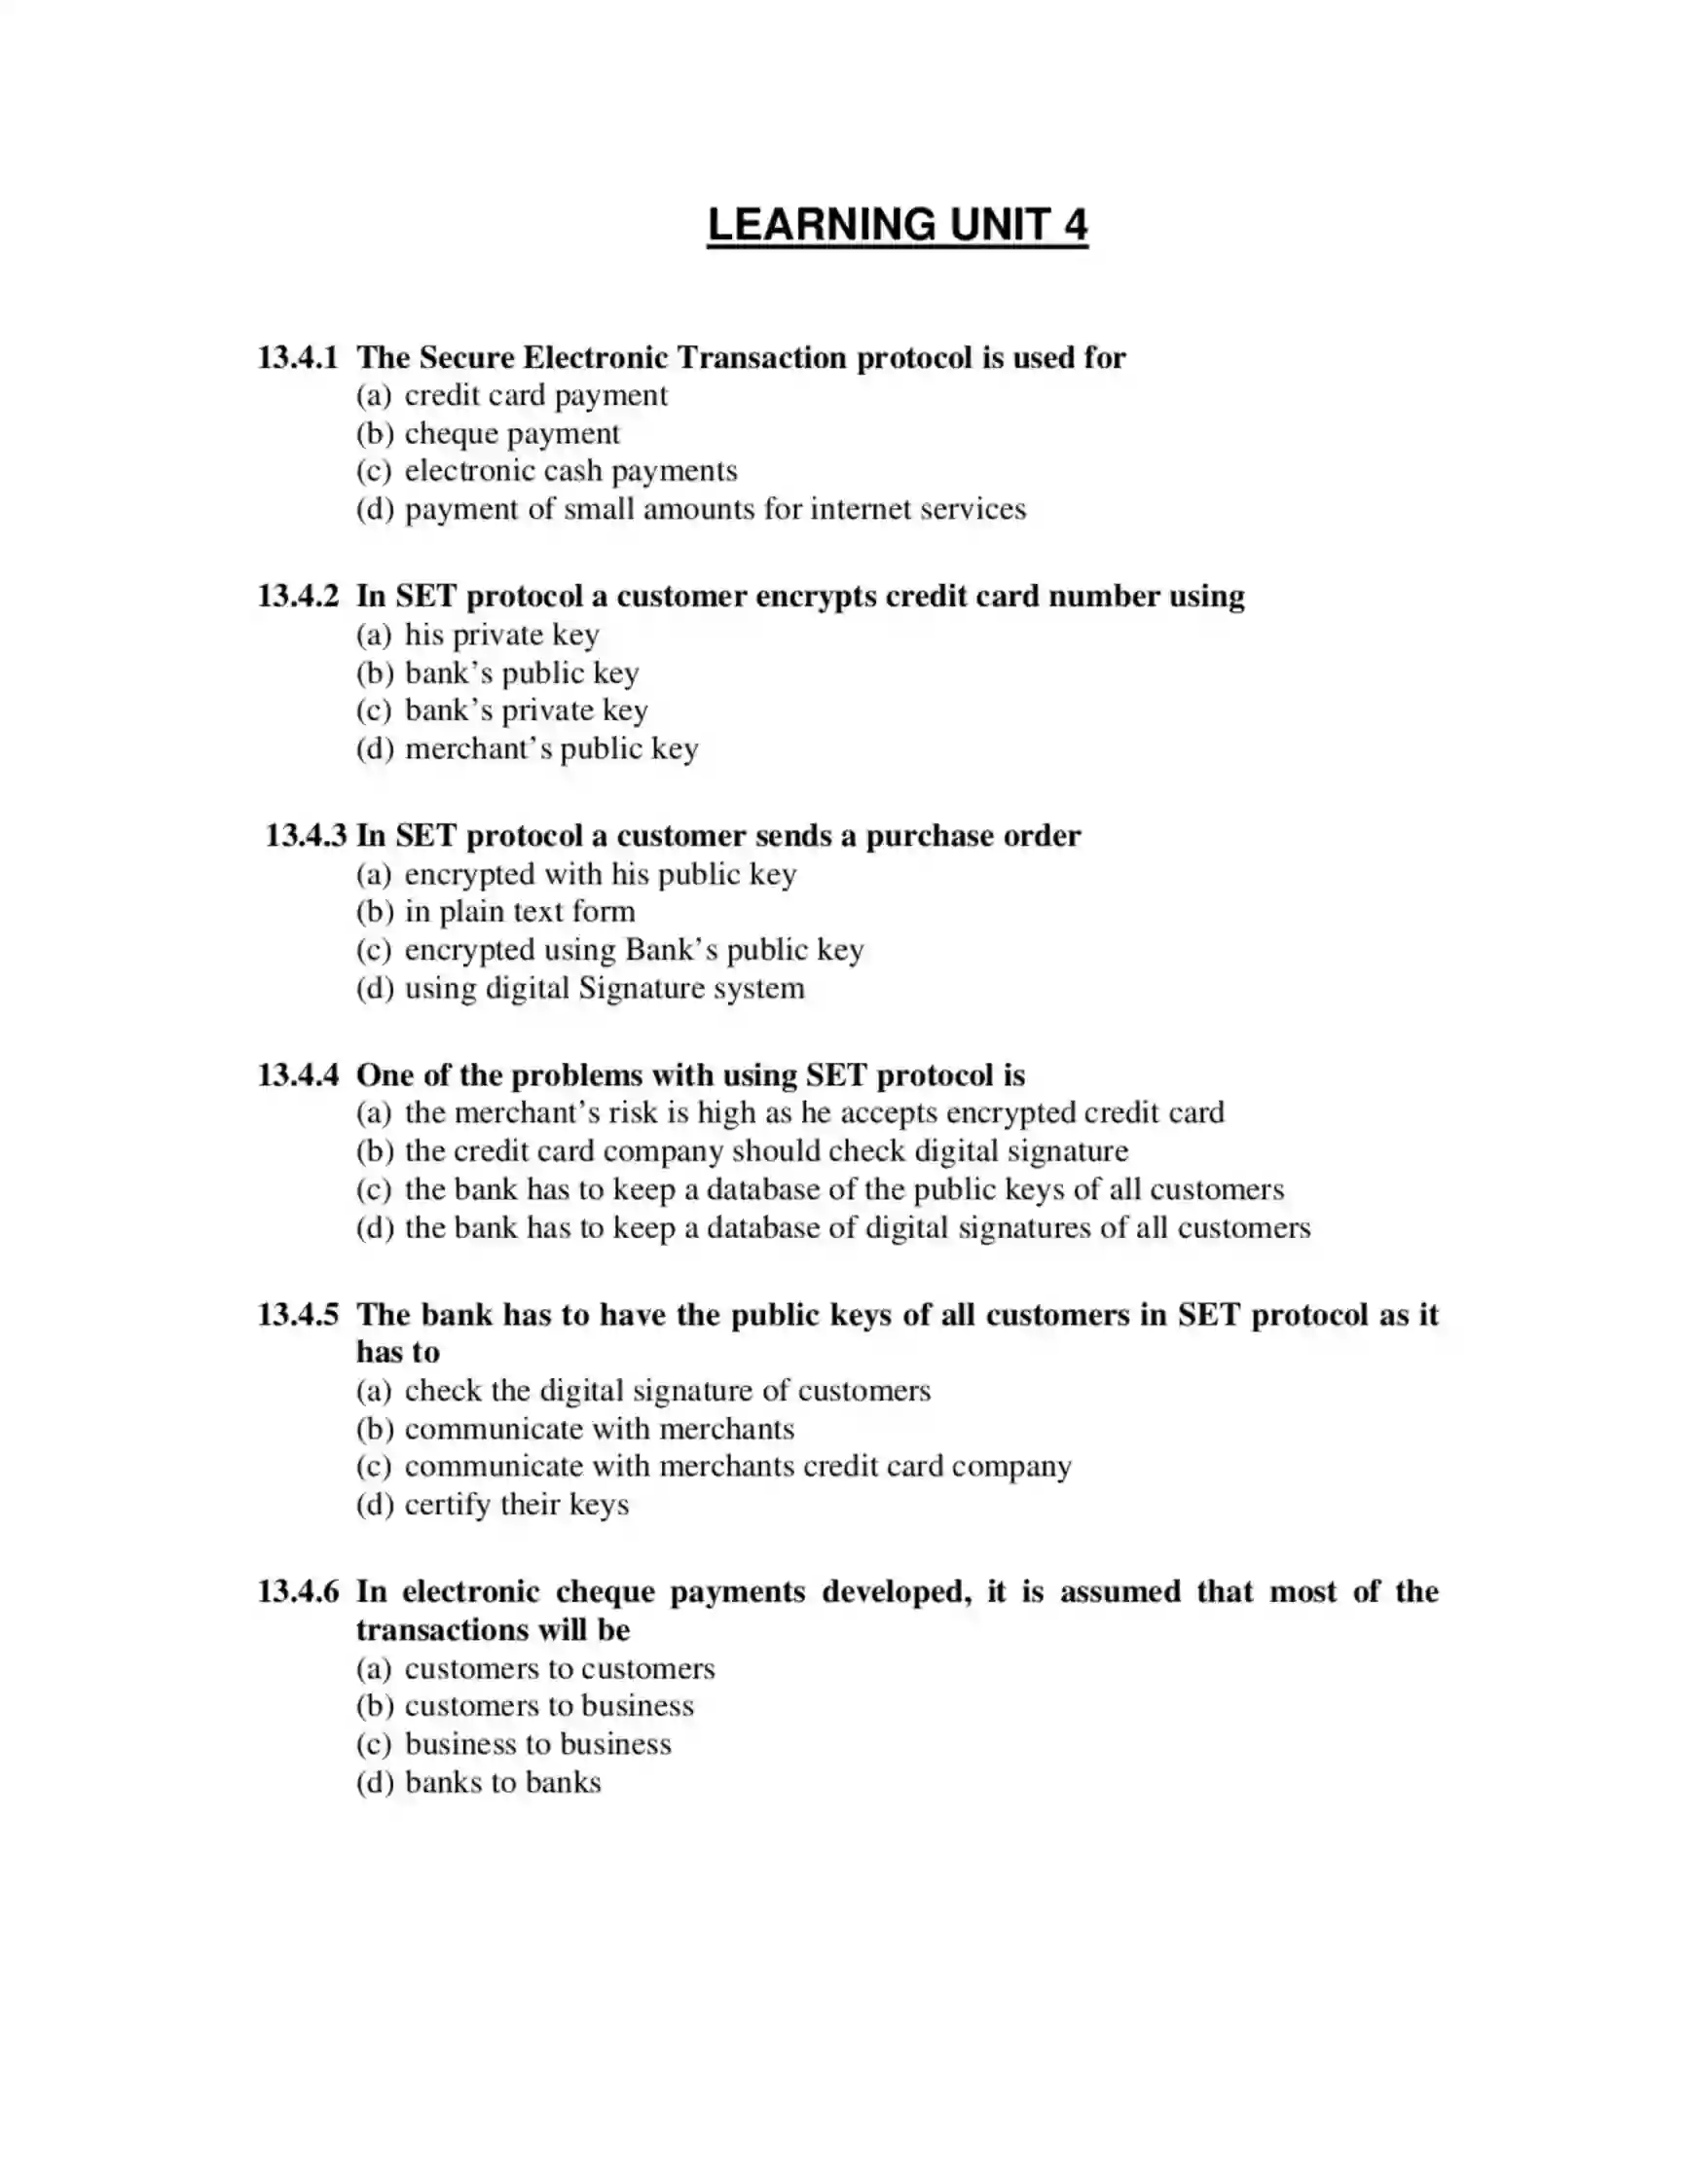 LEARNING UNIT 4
13.4.1 The Secure Electronic Transaction protocol is used for
(a) credit card payment
(b) cheque payment
(c) electronic cash payments
(d) payment of small amounts for internet services
13.4.2 In SET protocol a customer encrypts credit card number using
(a) his private key
(b) bank’s public key
(c) bank’s private key
(d) merchant’s public key
13.4.3 In SET protocol a customer sends a purchase order
(a) encrypted with his public key
(b) in plain text form
(c) encrypted using Bank’s public key
(d) using digital Signature system
13.4.4 One of the problems with using SET protocol is
(a) the merchant’s risk is high as he accepts encrypted credit card
(b) the credit card company should check digital signature
(c) the bank has to keep a database of the public keys of all customers
(d) the bank has to keep a database of digital signatures of all customers
13.4.5 The bank has to have the public keys of all customers in SET protocol as it
has to
(a) check the digital signature of customers
(b) communicate with merchants
(c) communicate with merchants credit card company
(d) certify their keys
13.4.6 In electronic cheque payments developed, it is assumed that most of the
transactions will be
(a) customers to customers
(b) customers to business
(c) business to business
(d) banks to banks